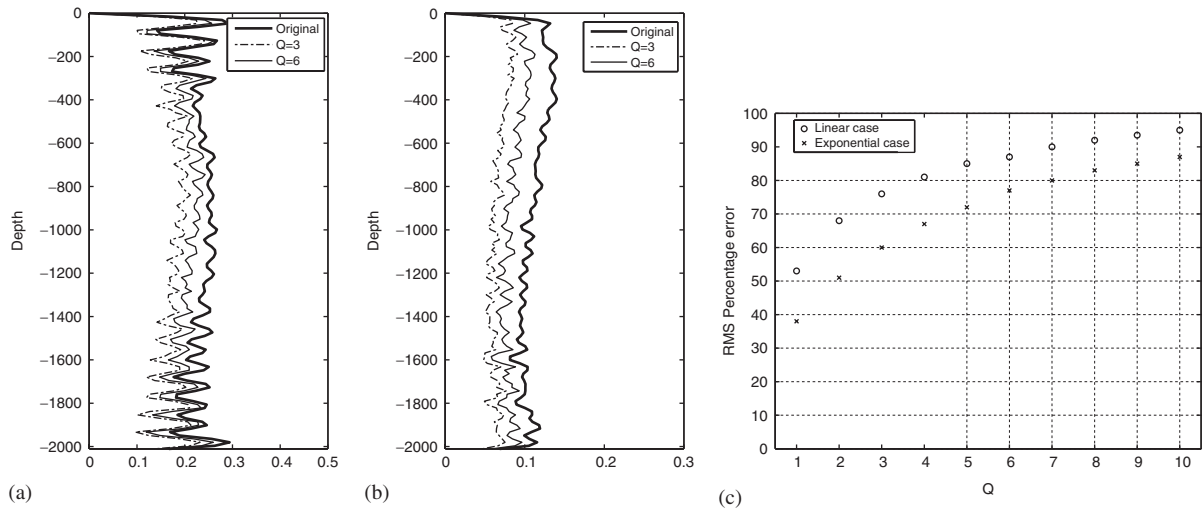 0
−200
−400
−600
−800
−1000
−1200
−1400
−1600
−1800
−2000
Depth
0 0.1 0.2 0.3 0.4 0.5
Original
Q=3
Q=6
(a)
0
−200
−400
−600
−800
−1000
−1200
−1400
−1600
−1800
−2000
Depth
0 0.1 0.2 0.3
Original
Q=3
Q=6
(b)
100
90
80
70
60
50
40
30
20
10
0
RMS Percentage error
Linear case
Exponential case
1 2 3 4 5 6 7 8 9 10
Q
(c)